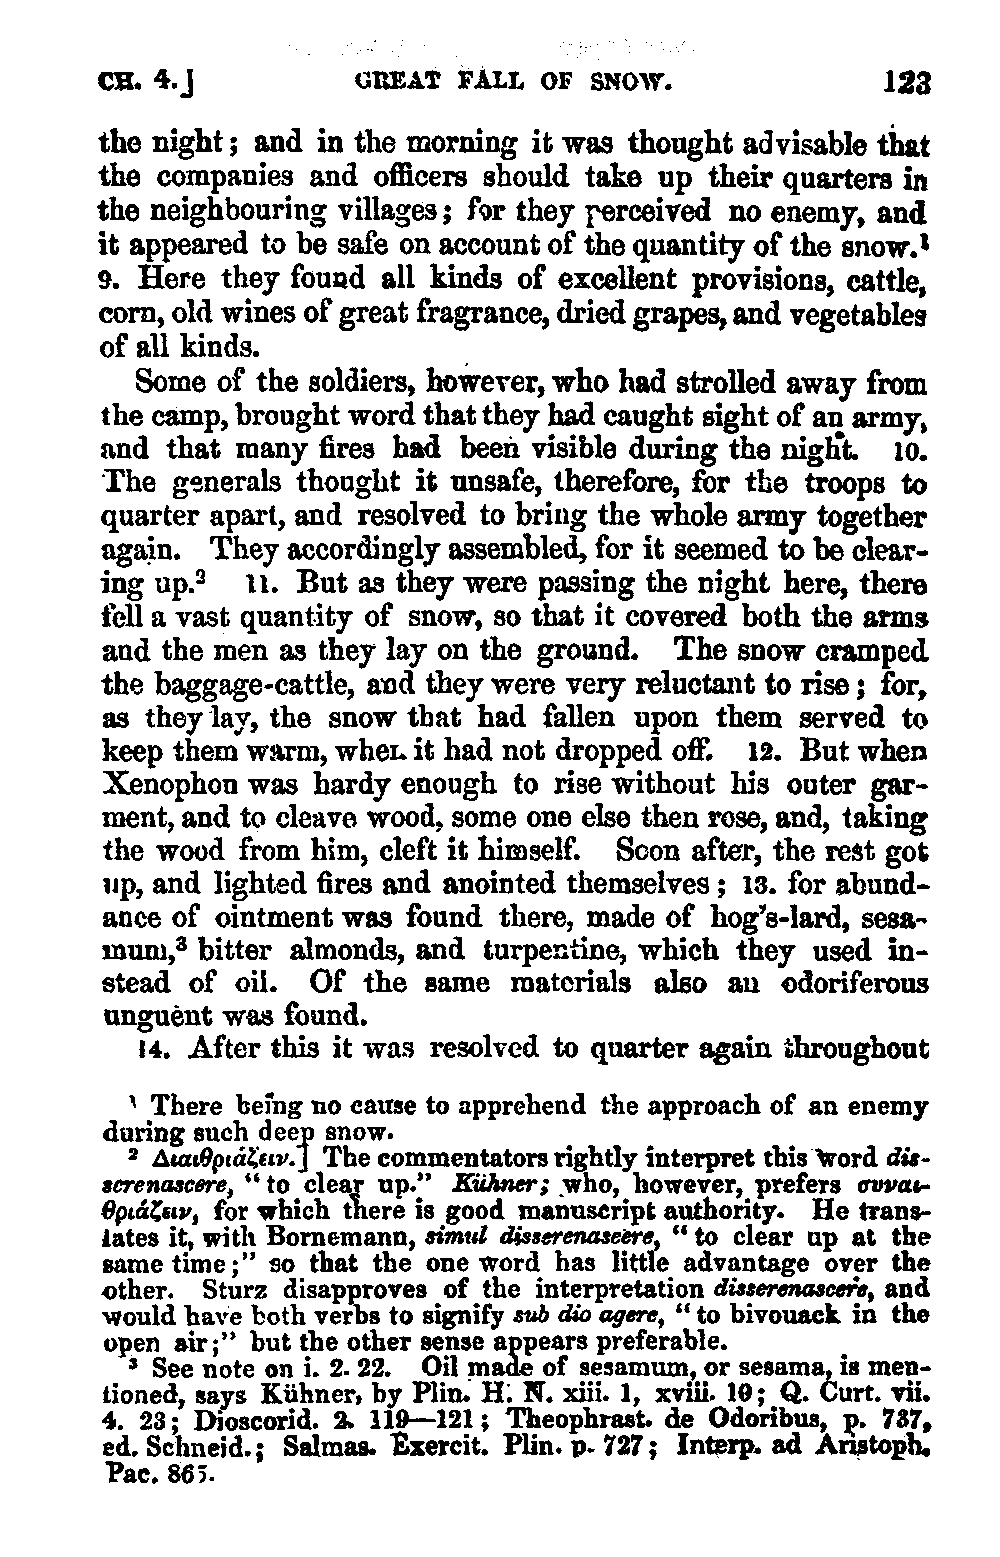 CH. 4.] GREAT FALL OF SNOW. 123
the night; and in the morning it was thought advisable that
the companies and officers should take up their quarters in
the neighbouring villages; for they perceived no enemy, and
it appeared to be safe on account of the quantity of the snow.¹
9. Here they found all kinds of excellent provisions, cattle,
corn, old wines of great fragrance, dried grapes, and vegetables
of all kinds.
Some of the soldiers, however, who had strolled away from
the camp, brought word that they had caught sight of an army,
and that many fires had been visible during the night. 10.
The generals thought it unsafe, therefore, for the troops to
quarter apart, and resolved to bring the whole army together
again. They accordingly assembled, for it seemed to be clear-
ing up.² 11. But as they were passing the night here, there
fell a vast quantity of snow, so that it covered both the arms
and the men as they lay on the ground. The snow cramped
the baggage-cattle, and they were very reluctant to rise; for,
as they lay, the snow that had fallen upon them served to
keep them warm, when it had not dropped off. 12. But when
Xenophon was hardy enough to rise without his outer gar-
ment, and to cleave wood, some one else then rose, and, taking
the wood from him, cleft it himself. Soon after, the rest got
up, and lighted fires and anointed themselves; 13. for abund-
ance of ointment was found there, made of hog's-lard, sesa-
mum,³ bitter almonds, and turpentine, which they used in-
stead of oil. Of the same materials also an odoriferous
unguent was found.
14. After this it was resolved to quarter again throughout
¹ There being no cause to apprehend the approach of an enemy
during such deep snow.
² Διαιθριάζειν.] The commentators rightly interpret this word dis-
serenascere, "to clear up." Kühner; who, however, prefers συναι-
θριάζειν, for which there is good manuscript authority. He trans-
lates it, with Bornemann, simul disserenascere, "to clear up at the
same time;" so that the one word has little advantage over the
other. Sturz disapproves of the interpretation disserenascere, and
would have both verbs to signify sub dio agere, "to bivouack in the
open air;" but the other sense appears preferable.
³ See note on i. 2. 22. Oil made of sesamum, or sesama, is men-
tioned, says Kühner, by Plin. H. N. xiii. 1, xviii. 10; Q. Curt. vii.
4. 23; Dioscorid. 2. 119—121; Theophrast. de Odoribus, p. 737,
ed. Schneid.; Salmas. Exercit. Plin. p. 727; Interp. ad Aristoph.
Pac. 865.